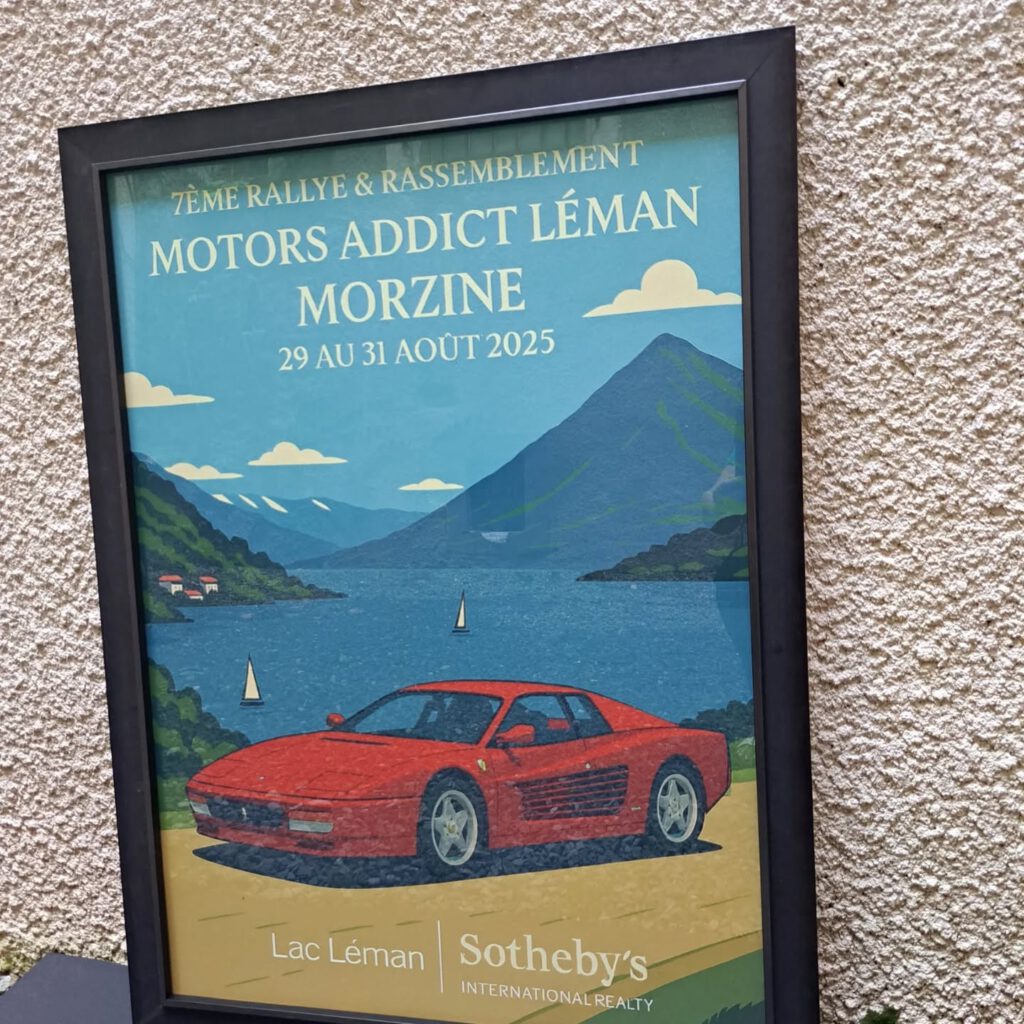 7ÈME RALLYE & RASSEMBLEMENT
MOTORS ADDICT LÉMAN
MORZINE
29 AU 31 AOÛT 2025
Lac Léman
Sotheby's
INTERNATIONAL REALTY